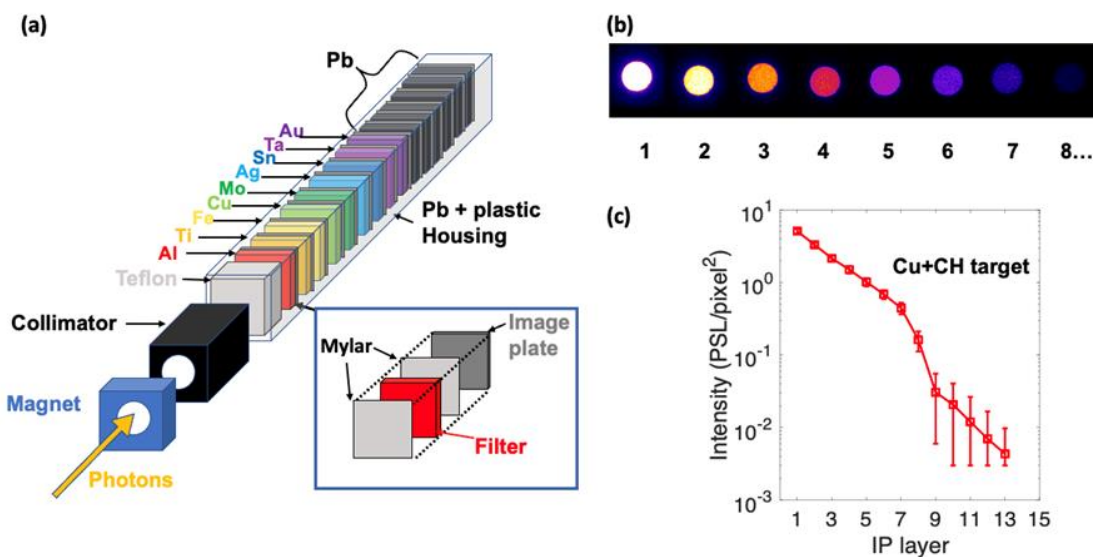 (a)
Pb
Au
Ta
Sn
Ag
Mo
Cu
Fe
Ti
Al
Teflon
Pb + plastic
Housing
Collimator
Magnet
Photons
Mylar
Image
plate
Filter
(b)
1 2 3 4 5 6 7 8...
(c)
Cu+CH target
Intensity (PSL/pixel²)
10¹
10⁰
10⁻¹
10⁻²
10⁻³
1 3 5 7 9 11 13 15
IP layer